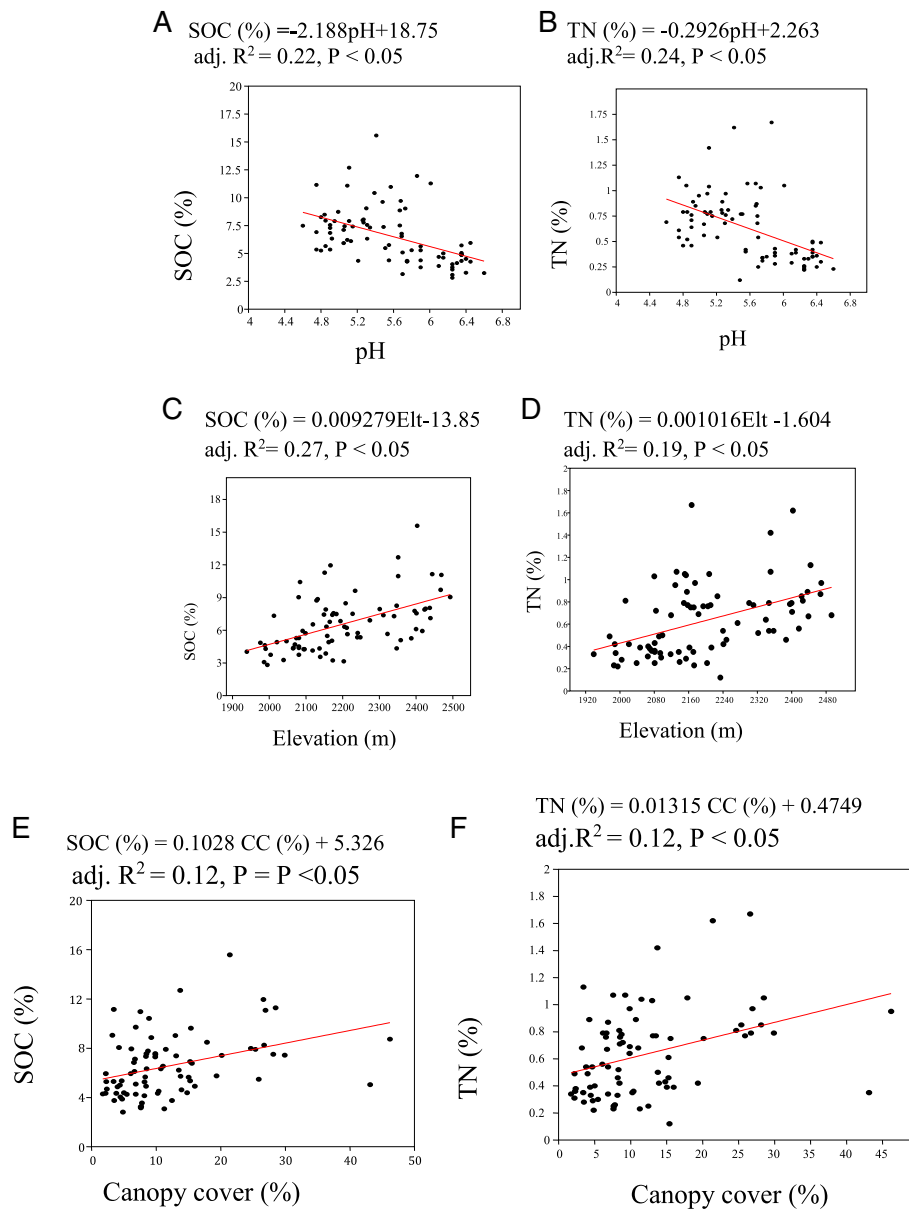 A SOC (%) =-2.188pH+18.75
adj. R² = 0.22, P < 0.05
20
17.5
15
12.5
10
7.5
5
2.5
SOC (%)
4 4.4 4.8 5.2 5.6 6 6.4 6.8
pH
B TN (%) = -0.2926pH+2.263
adj.R²= 0.24, P < 0.05
1.75
1.5
1.25
1
0.75
0.5
0.25
TN (%)
4 4.4 4.8 5.2 5.6 6 6.4 6.8
pH
C SOC (%) = 0.009279Elt-13.85
adj. R²= 0.27, P < 0.05
18
15
12
9
6
3
0
SOC (%)
1900 2000 2100 2200 2300 2400 2500
Elevation (m)
D TN (%) = 0.001016Elt -1.604
adj. R²= 0.19, P < 0.05
2
1.8
1.6
1.4
1.2
1
0.8
0.6
0.4
0.2
0
TN (%)
1920 2000 2080 2160 2240 2320 2400 2480
Elevation (m)
E SOC (%) = 0.1028 CC (%) + 5.326
adj. R² = 0.12, P = P <0.05
20
16
12
8
4
0
SOC (%)
0 10 20 30 40 50
Canopy cover (%)
F TN (%) = 0.01315 CC (%) + 0.4749
adj.R² = 0.12, P < 0.05
2
1.8
1.6
1.4
1.2
1
0.8
0.6
0.4
0.2
0
TN (%)
0 5 10 15 20 25 30 35 40 45
Canopy cover (%)